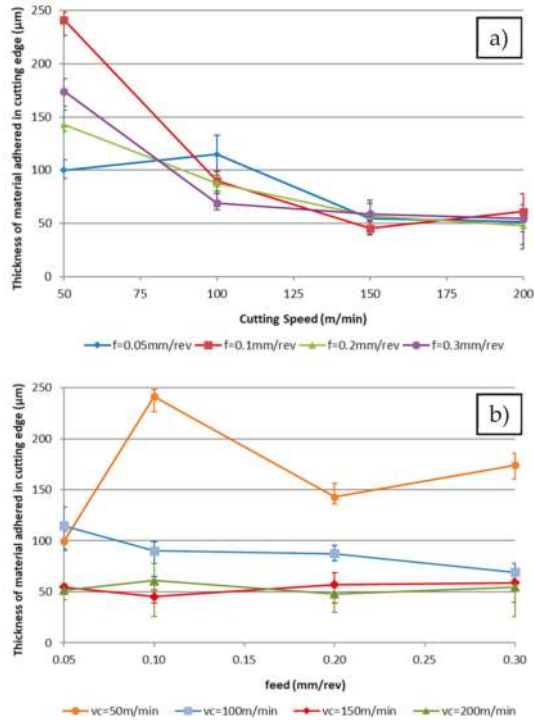 a)
Thickness of material adhered in cutting edge (µm)
250
200
150
100
50
0
50 75 100 125 150 175 200
Cutting Speed (m/min)
f=0.05mm/rev f=0.1mm/rev f=0.2mm/rev f=0.3mm/rev
b)
Thickness of material adhered in cutting edge (µm)
250
200
150
100
50
0
0.05 0.10 0.15 0.20 0.25 0.30
feed (mm/rev)
vc=50m/min vc=100m/min vc=150m/min vc=200m/min